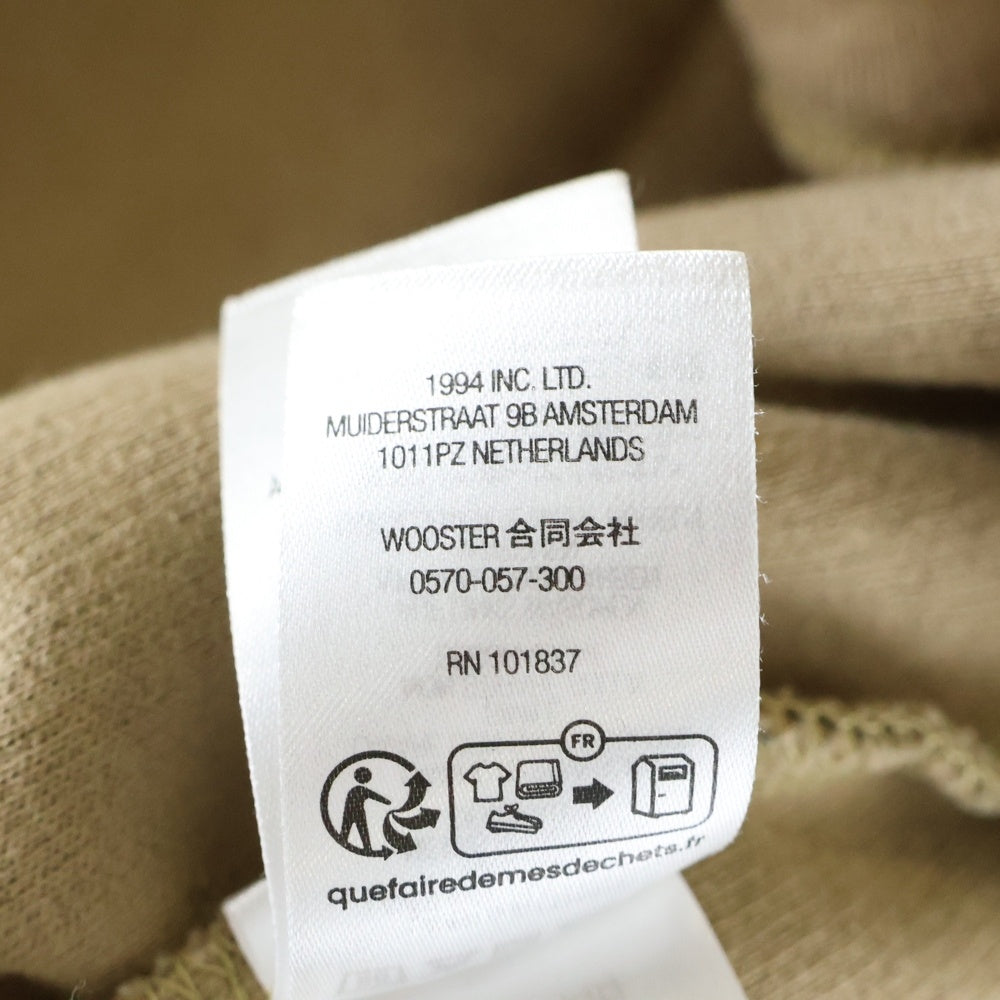 1994 INC. LTD.
MUIDERSTRAAT 9B AMSTERDAM
1011PZ NETHERLANDS
WOOSTER 合同会社
0570-057-300
RN 101837
FR
quefairedemesdechets.fr